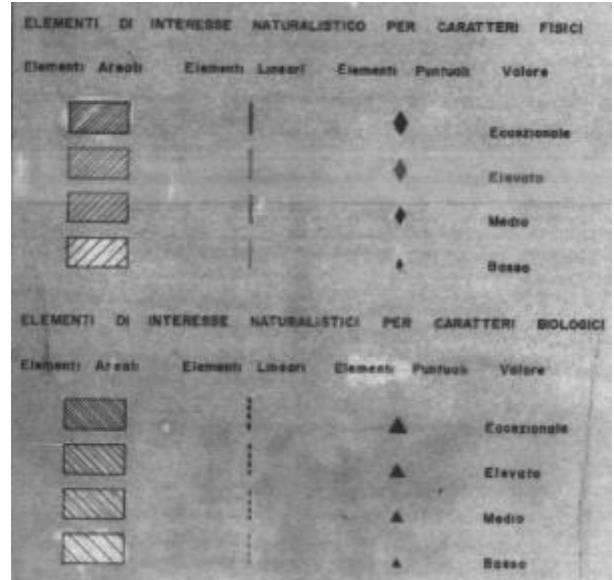 ELEMENTI DI INTERESSE NATURALISTICO PER CARATTERI FISICI
Elementi Areali Elementi Lineari Elementi Puntuali Valore
Eccezionale
Elevato
Medio
Basso
ELEMENTI DI INTERESSE NATURALISTICI PER CARATTERI BIOLOGICI
Elementi Areali Elementi Lineari Elementi Puntuali Valore
Eccezionale
Elevato
Medio
Basso